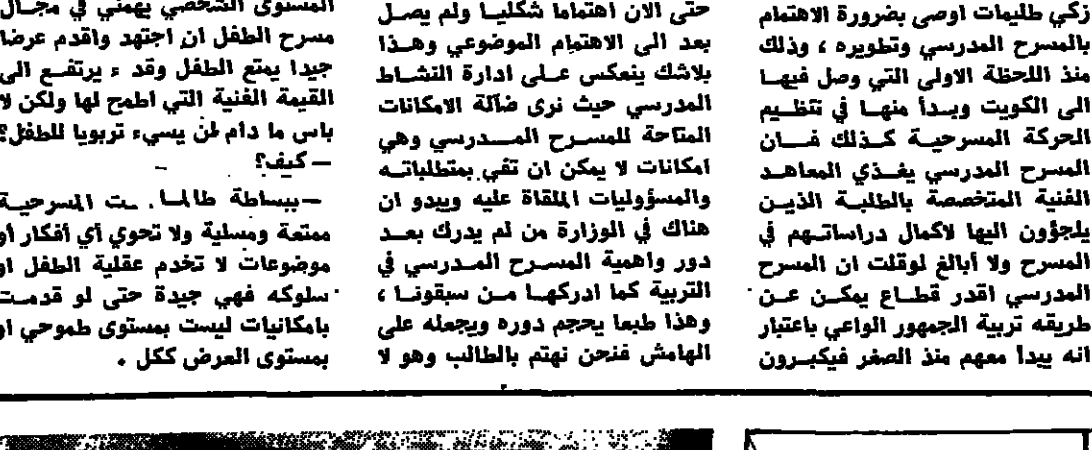 زكي طليمات اوصى بضرورة الاهتمام
بالمسرح المدرسي وتطويره ، وذلك
منذ اللحظة الاولى التي وصل فيها
الى الكويت وبدأ منها في تنظيم
الحركة المسرحية كذلك فان
المسرح المدرسي يغذي المعاهد
الفنية المتخصصة بالطلبة الذين
يلجؤون اليها لاكمال دراساتهم في
المسرح ولا أبالغ لوقلت ان المسرح
المدرسي اقدر قطاع يمكن عن
طريقه تربية الجمهور الواعي باعتبار
انه يبدأ معهم منذ الصغر فيكبرون
حتى الان اهتماما شكليا ولم يصل
بعد الى الاهتمام الموضوعي وهذا
بلاشك ينعكس على ادارة النشاط
المدرسي حيث نرى ضآلة الامكانات
المتاحة للمسرح المدرسي وهي
امكانات لا يمكن ان تفي بمتطلباته
والمسؤوليات الملقاة عليه ويبدو ان
هناك في الوزارة من لم يدرك بعد
دور واهمية المسرح المدرسي في
التربية كما ادركها من سبقونا ،
وهذا طبعا يحجم دوره ويجعله على
الهامش فنحن نهتم بالطالب وهو لا
المستوى الشخصي يهمني في مجال
مسرح الطفل ان اجتهد واقدم عرضا
جيدا يمتع الطفل وقد ء يرتفع الى
القيمة الفنية التي اطمح لها ولكن لا
باس ما دام لن يسيء تربويا للطفل؟
— كيف؟
— ببساطة طالما المسرحية
ممتعة ومسلية ولا تحوي أي أفكار أو
موضوعات لا تخدم عقلية الطفل او
سلوكه فهي جيدة حتى لو قدمت
بامكانيات ليست بمستوى طموحي او
بمستوى العرض ككل .